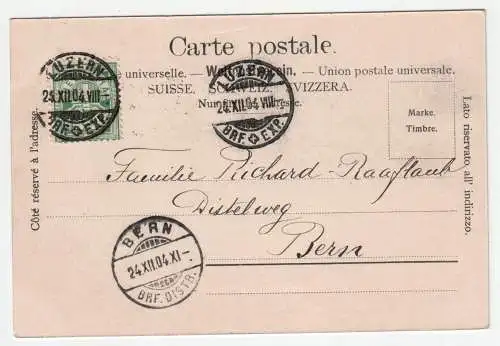 Carte postale.
universelle. — Weltpostverein. — Union postale universale.
SUISSE. SCHWEIZ. SVIZZERA.
LUZERN
24.XII.04.VIII
BRF.EXP.
LUZERN
24.XII.04.VIII
BRF.EXP.
Marke.
Timbre.
Côté réservé à l'adresse.
Lato riservato all' indirizzo.
Familie Richard-Raaflaub
Distelweg
Bern
BERN
24.XII.04.XI-
BRF.DISTR.